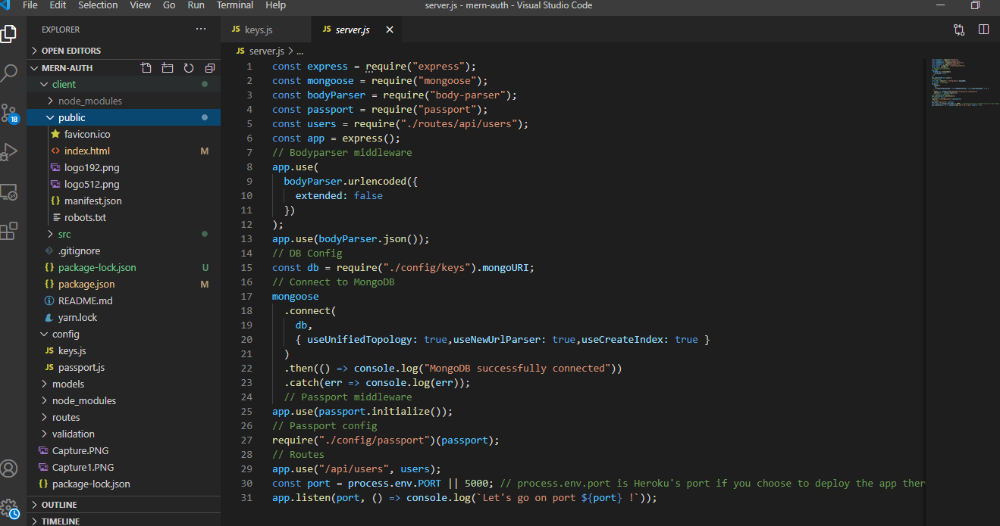 File Edit Selection View Go Run Terminal Help server.js - mern-auth - Visual Studio Code
EXPLORER
OPEN EDITORS
MERN-AUTH
client
node_modules
public
favicon.ico
index.html M
logo192.png
logo512.png
manifest.json
robots.txt
src
.gitignore
package-lock.json U
package.json M
README.md
yarn.lock
config
JS keys.js
JS passport.js
models
node_modules
routes
validation
Capture.PNG
Capture1.PNG
package-lock.json
OUTLINE
TIMELINE
18
JS keys.js
JS server.js
JS server.js > ...
1 const express = require("express");
2 const mongoose = require("mongoose");
3 const bodyParser = require("body-parser");
4 const passport = require("passport");
5 const users = require("./routes/api/users");
6 const app = express();
7 // Bodyparser middleware
8 app.use(
9 bodyParser.urlencoded({
10 extended: false
11 })
12 );
13 app.use(bodyParser.json());
14 // DB Config
15 const db = require("./config/keys").mongoURI;
16 // Connect to MongoDB
17 mongoose
18 .connect(
19 db,
20 { useUnifiedTopology: true,useNewUrlParser: true,useCreateIndex: true }
21 )
22 .then(() => console.log("MongoDB successfully connected"))
23 .catch(err => console.log(err));
24 // Passport middleware
25 app.use(passport.initialize());
26 // Passport config
27 require("./config/passport")(passport);
28 // Routes
29 app.use("/api/users", users);
30 const port = process.env.PORT || 5000; // process.env.port is Heroku's port if you choose to deploy the app ther
31 app.listen(port, () => console.log(`Let's go on port ${port} !`));